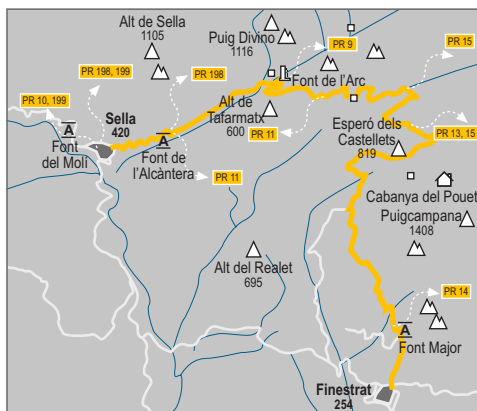 Alt de Sella
1105
Puig Divino
1116
PR 9
PR 15
PR 198, 199
PR 198
Font de l'Arc
PR 10, 199
Sella
420
Alt de
Tafarmatx
600
PR 11
Esperó dels
Castellets
819
PR 13, 15
A
Font
del Molí
A
Font de
l'Alcàntera
PR 11
Cabanya del Pouet
Puigcampana
1408
Alt del Realet
695
PR 14
A
Font Major
Finestrat
254